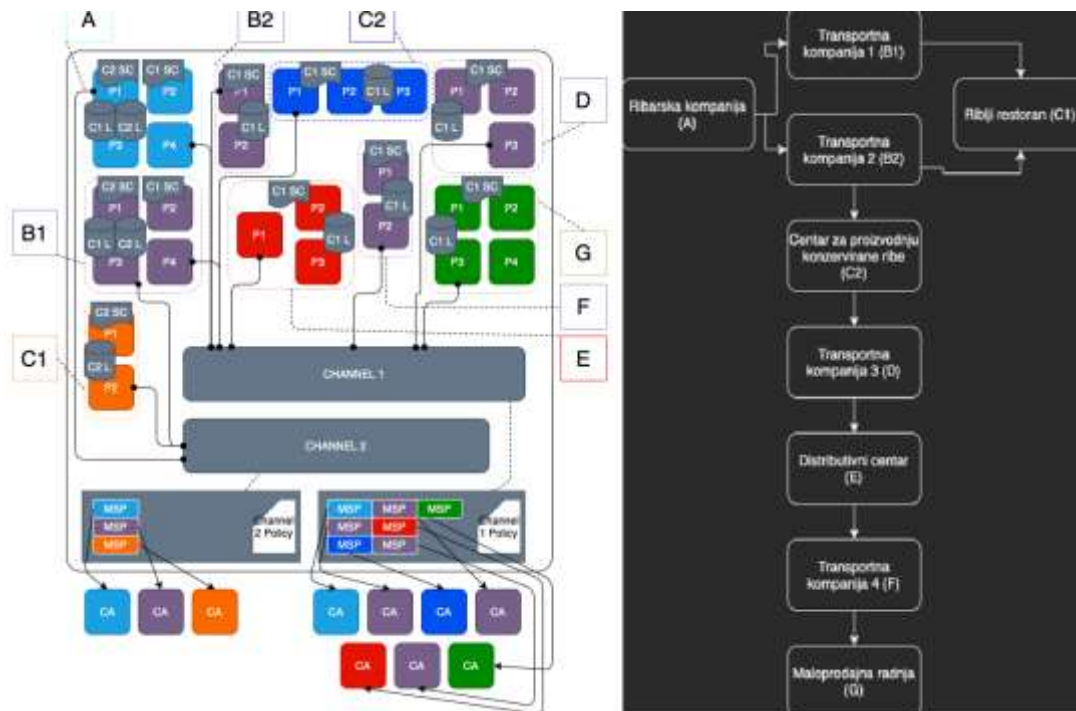 A
B2
C2
C2 SC
C1 SC
P1
P2
C1 L
C2 L
P3
P4
C1 SC
P1
C1 L
P2
C1 SC
P1
P2
C1 L
P3
C1 SC
P1
P2
C1 L
P3
D
C2 SC
C1 SC
P1
P2
C1 L
C2 L
P3
P4
B1
C1 SC
P1
P2
C1 L
P3
C1 SC
P1
C1 L
P2
C1 SC
P1
P2
C1 L
P3
P4
G
F
E
C2 SC
P1
C2 L
P2
C1
CHANNEL 1
CHANNEL 2
MSP
MSP
MSP
Channel
2 Policy
MSP MSP MSP
MSP MSP
MSP MSP
Channel
1 Policy
CA CA CA
CA CA CA CA
CA CA CA
Ribarska kompanija
(A)
Transportna
kompanija 1 (B1)
Transportna
kompanija 2 (B2)
Riblji restoran (C1)
Centar za proizvodnju
konzervirane ribe
(C2)
Transportna
kompanija 3 (D)
Distributivni centar
(E)
Transportna
kompanija 4 (F)
Maloprodajna radnja
(G)